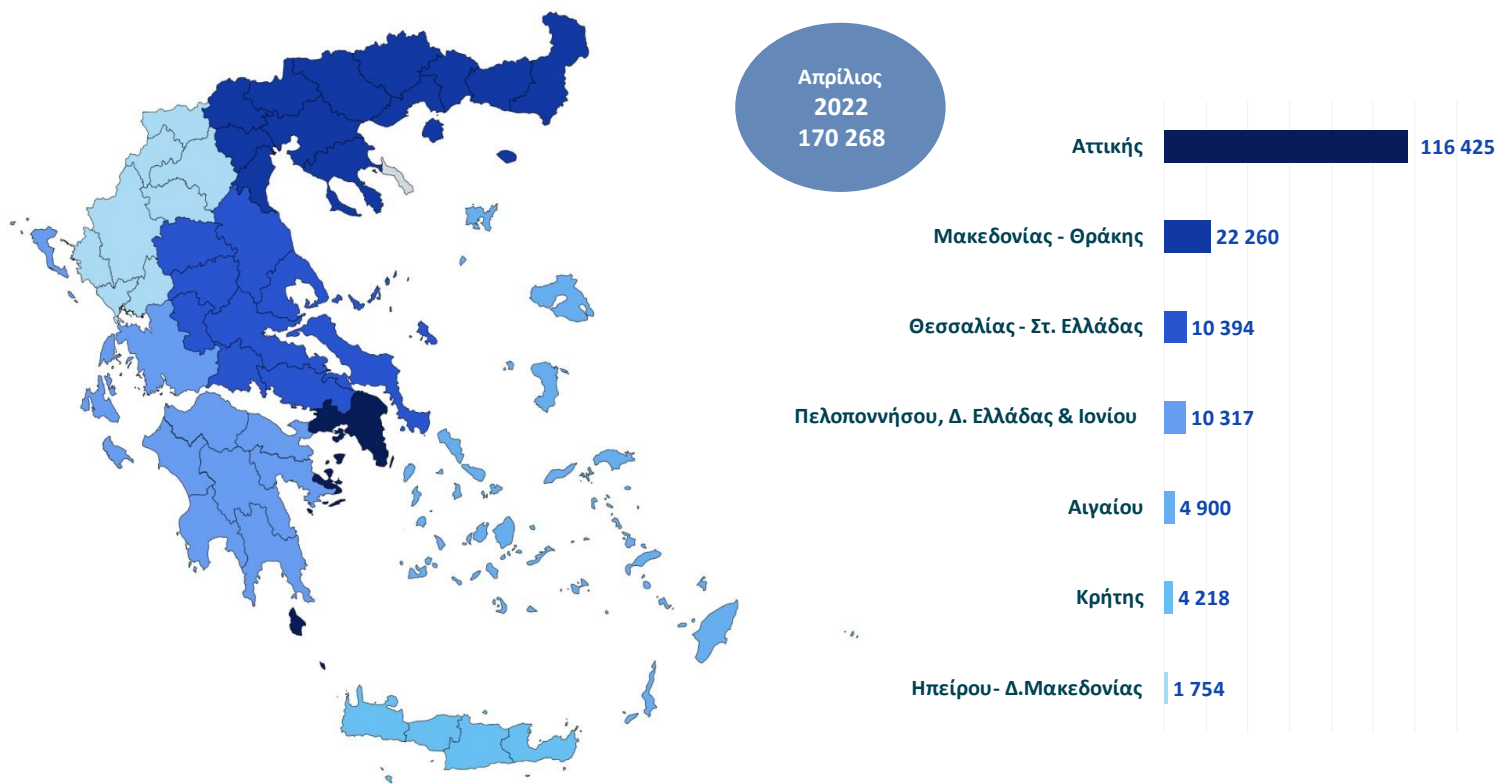 Απρίλιος
2022
170 268
Αττικής 116 425
Μακεδονίας - Θράκης 22 260
Θεσσαλίας - Στ. Ελλάδας 10 394
Πελοποννήσου, Δ. Ελλάδας & Ιονίου 10 317
Αιγαίου 4 900
Κρήτης 4 218
Ηπείρου- Δ.Μακεδονίας 1 754